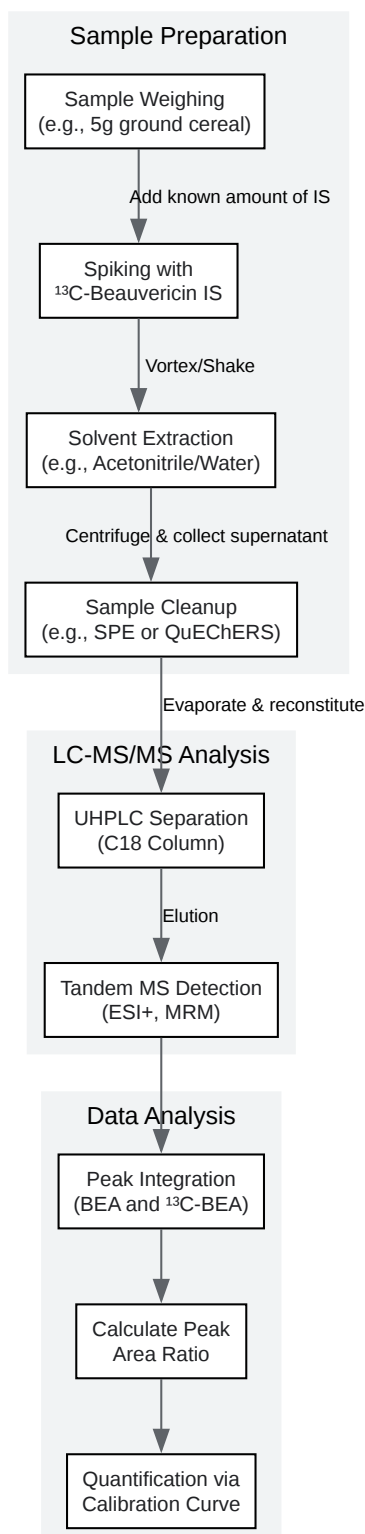 Sample Preparation
Sample Weighing
(e.g., 5g ground cereal)
Add known amount of IS
Spiking with
¹³C-Beauvericin IS
Vortex/Shake
Solvent Extraction
(e.g., Acetonitrile/Water)
Centrifuge & collect supernatant
Sample Cleanup
(e.g., SPE or QuEChERS)
Evaporate & reconstitute
LC-MS/MS Analysis
UHPLC Separation
(C18 Column)
Elution
Tandem MS Detection
(ESI+, MRM)
Data Analysis
Peak Integration
(BEA and ¹³C-BEA)
Calculate Peak
Area Ratio
Quantification via
Calibration Curve